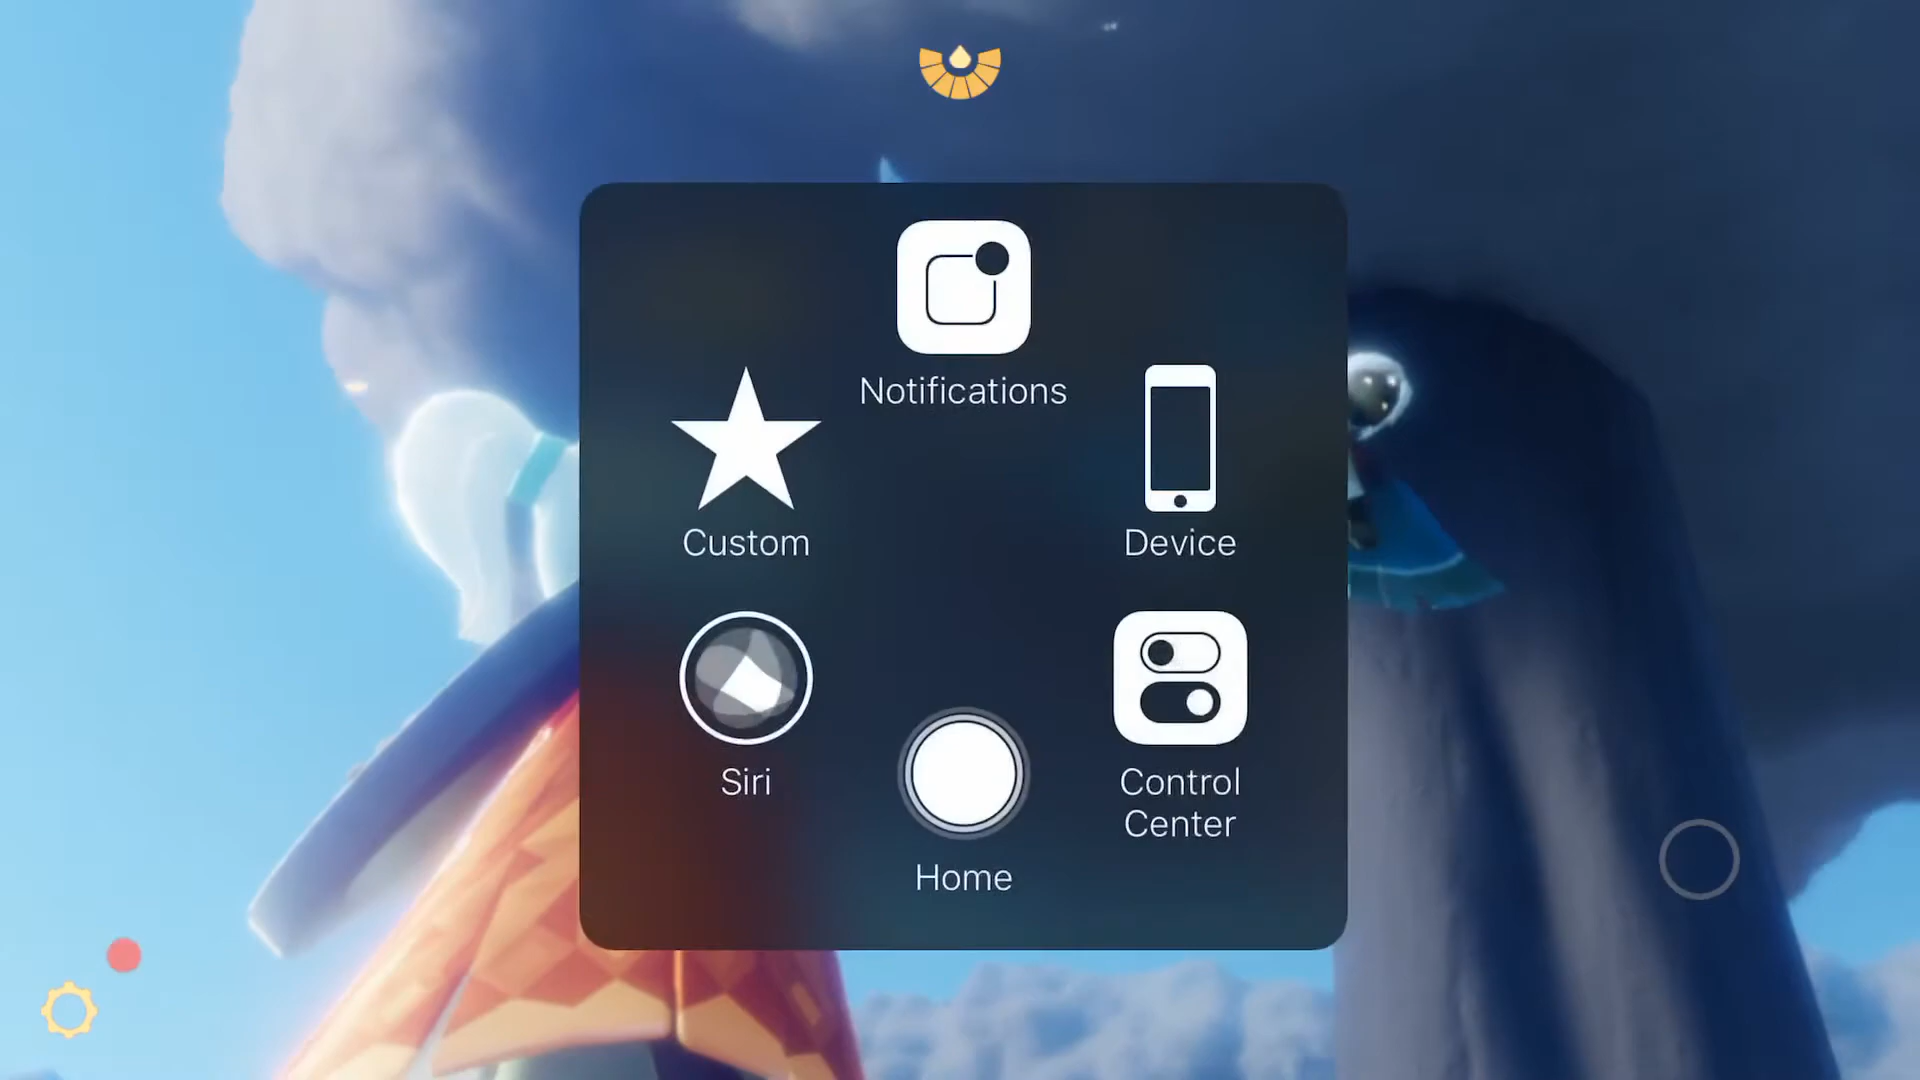 Notifications
Custom
Device
Siri
Control
Center
Home